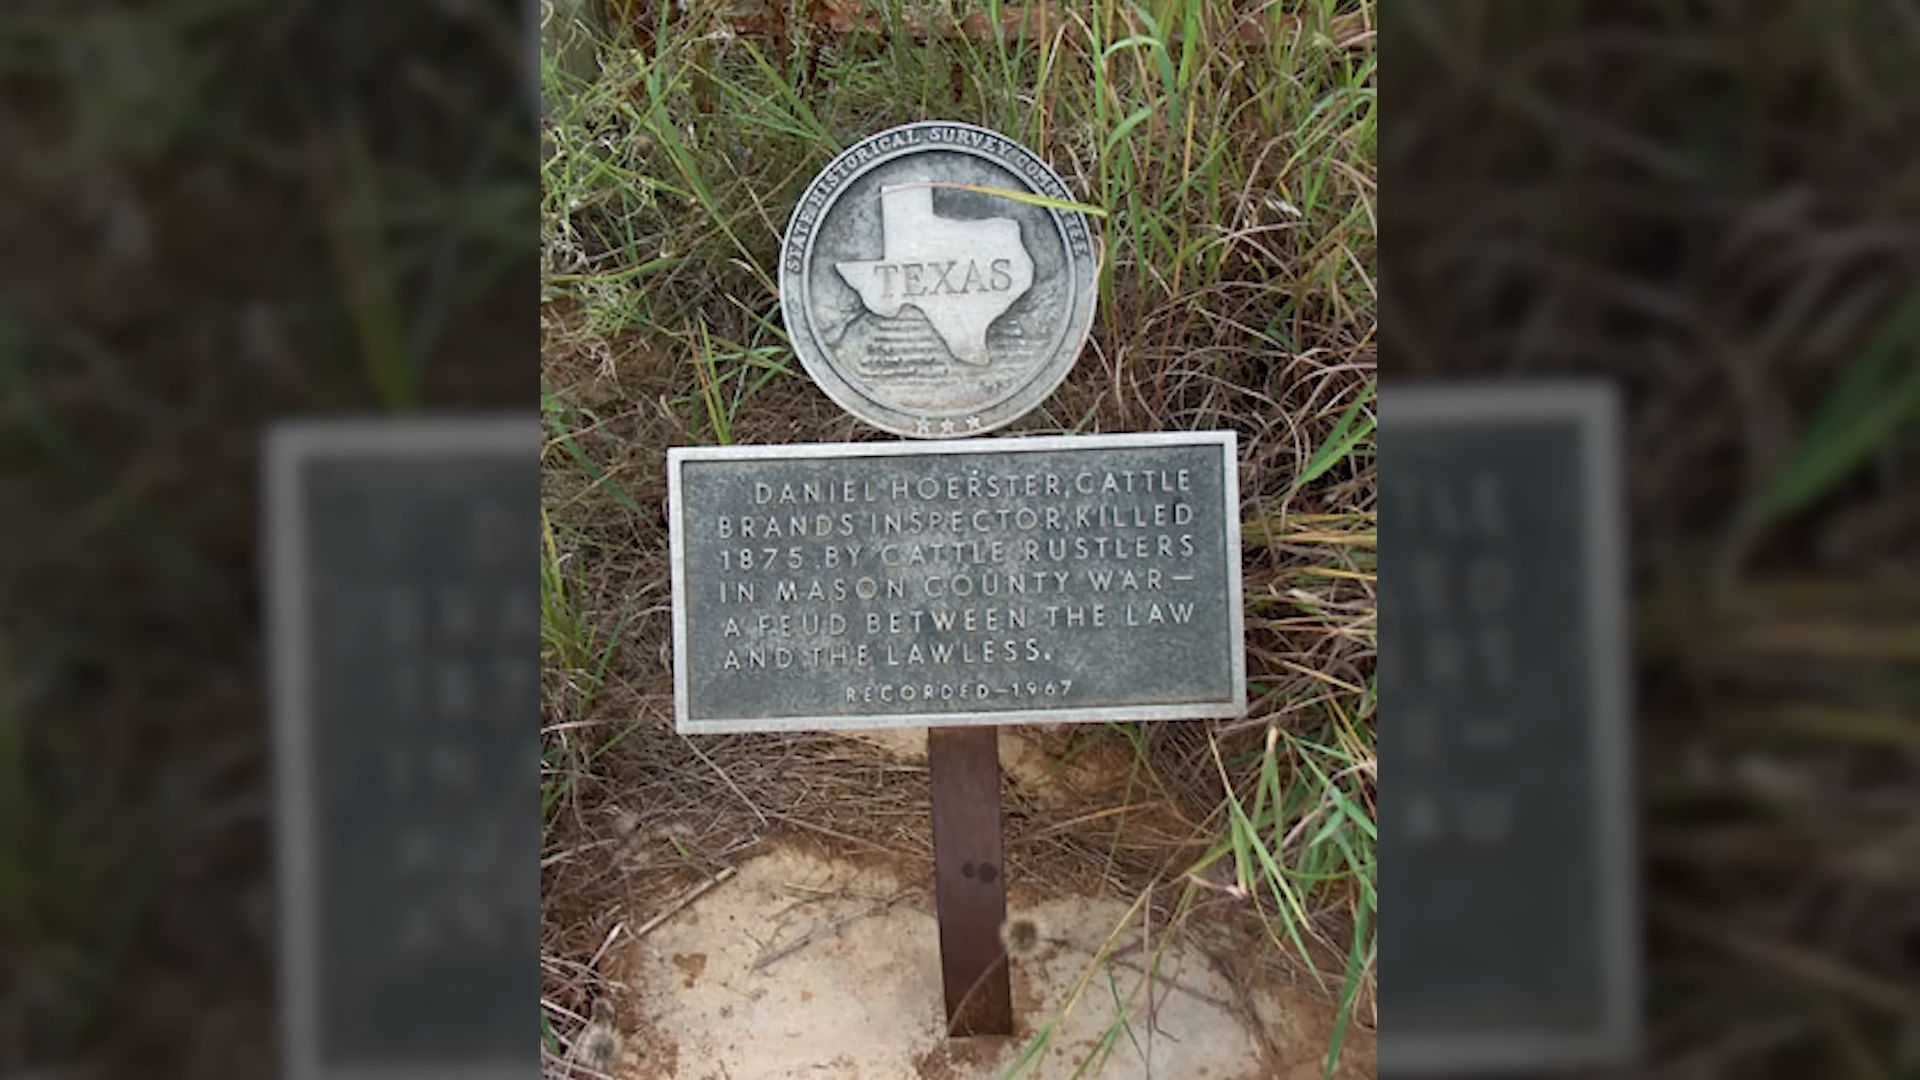 STATE HISTORICAL SURVEY COMMITTEE
TEXAS
DANIEL HOERSTER, CATTLE
BRANDS INSPECTOR, KILLED
1875 BY CATTLE RUSTLERS
IN MASON COUNTY WAR—
A FEUD BETWEEN THE LAW
AND THE LAWLESS.
RECORDED—1967